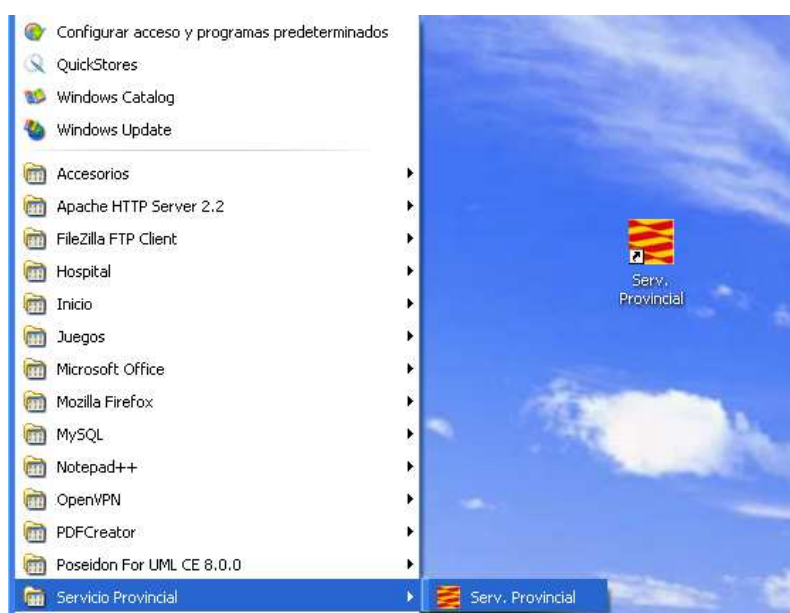 Configurar acceso y programas predeterminados
QuickStores
Windows Catalog
Windows Update
Accesorios
Apache HTTP Server 2.2
FileZilla FTP Client
Hospital
Inicio
Juegos
Microsoft Office
Mozilla Firefox
MySQL
Notepad++
OpenVPN
PDFCreator
Poseidon For UML CE 8.0.0
Servicio Provincial
Serv. Provincial
Serv.
Provincial